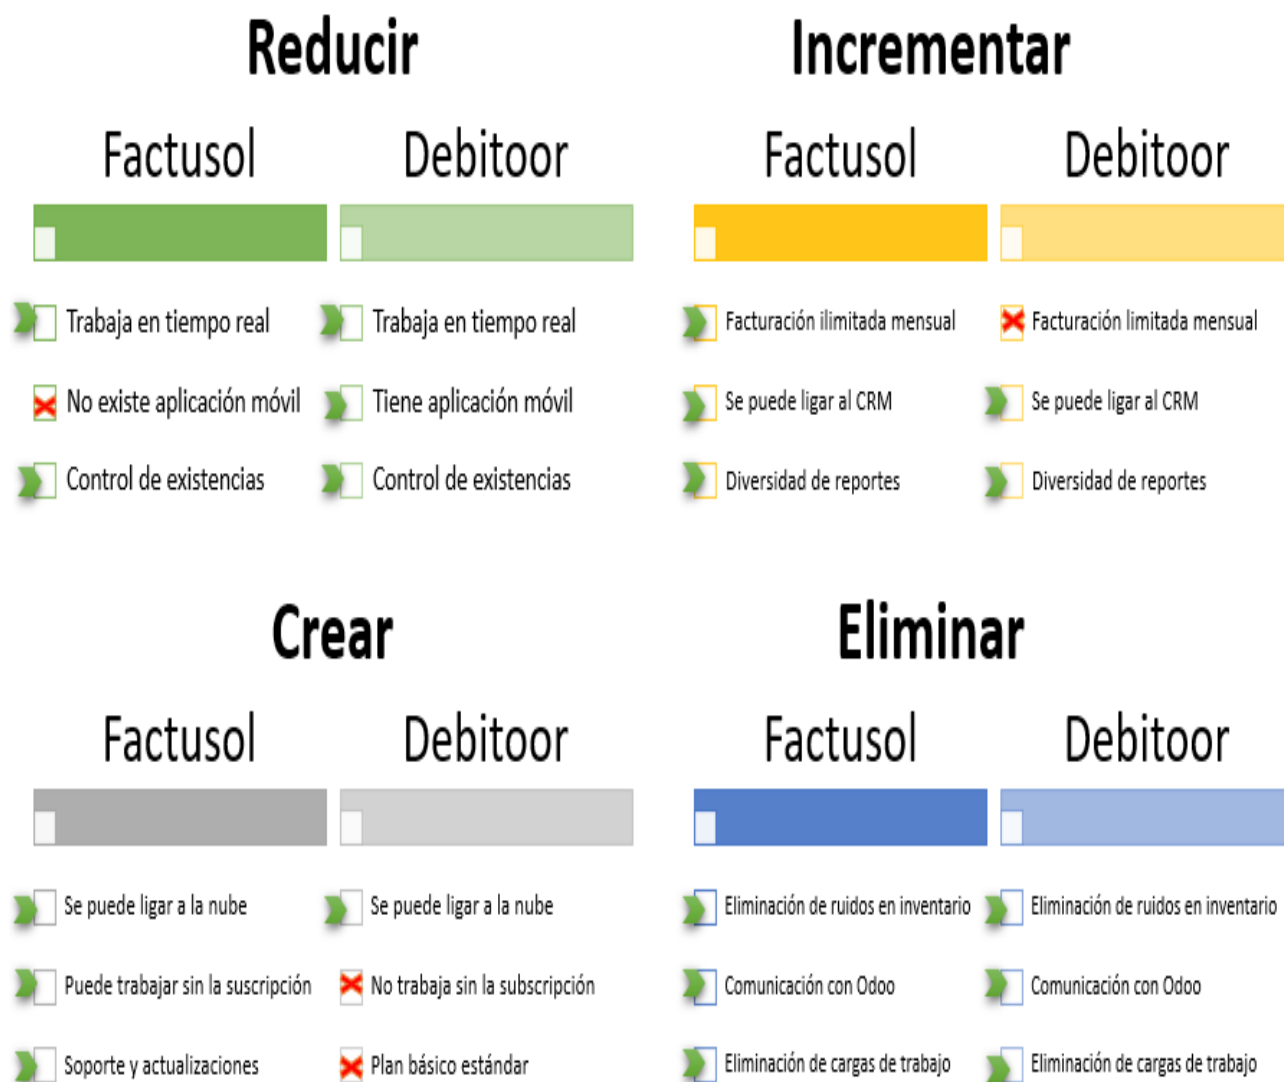 Reducir
Factusol
Debitoor
Trabaja en tiempo real
Trabaja en tiempo real
No existe aplicación móvil
Tiene aplicación móvil
Control de existencias
Control de existencias
Incrementar
Factusol
Debitoor
Facturación ilimitada mensual
Facturación limitada mensual
Se puede ligar al CRM
Se puede ligar al CRM
Diversidad de reportes
Diversidad de reportes
Crear
Factusol
Debitoor
Se puede ligar a la nube
Se puede ligar a la nube
Puede trabajar sin la suscripción
No trabaja sin la subscripción
Soporte y actualizaciones
Plan básico estándar
Eliminar
Factusol
Debitoor
Eliminación de ruidos en inventario
Eliminación de ruidos en inventario
Comunicación con Odoo
Comunicación con Odoo
Eliminación de cargas de trabajo
Eliminación de cargas de trabajo